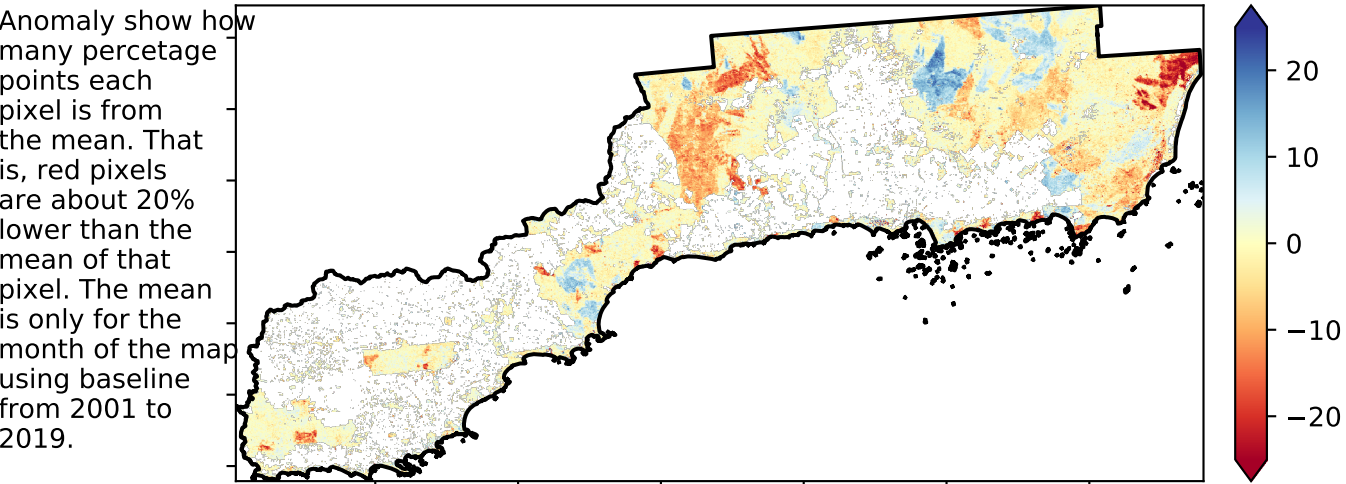 Anomaly show how
many percetage
points each
pixel is from
the mean. That
is, red pixels
are about 20%
lower than the
mean of that
pixel. The mean
is only for the
month of the map
using baseline
from 2001 to
2019.
20
10
0
−10
−20